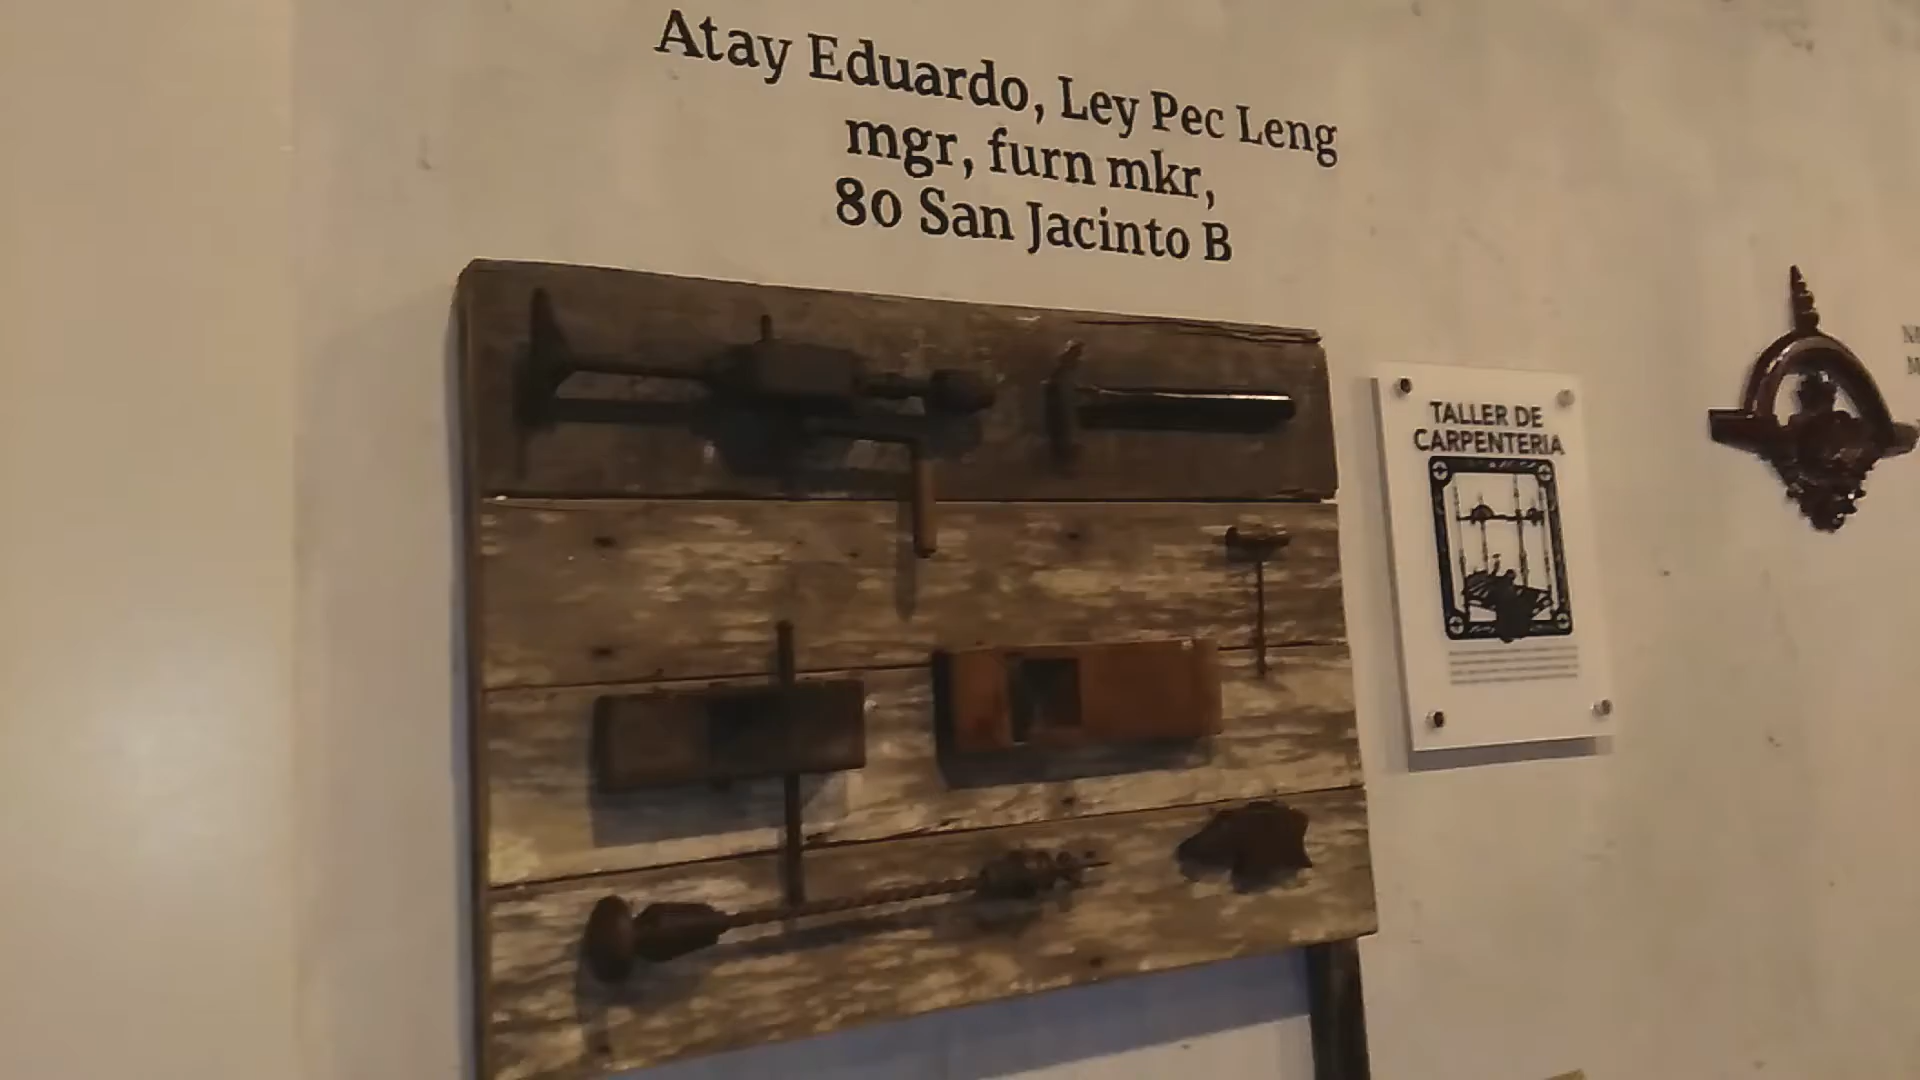 Atay Eduardo, Ley Pec Leng
mgr, furn mkr,
80 San Jacinto B
TALLER DE
CARPENTERIA